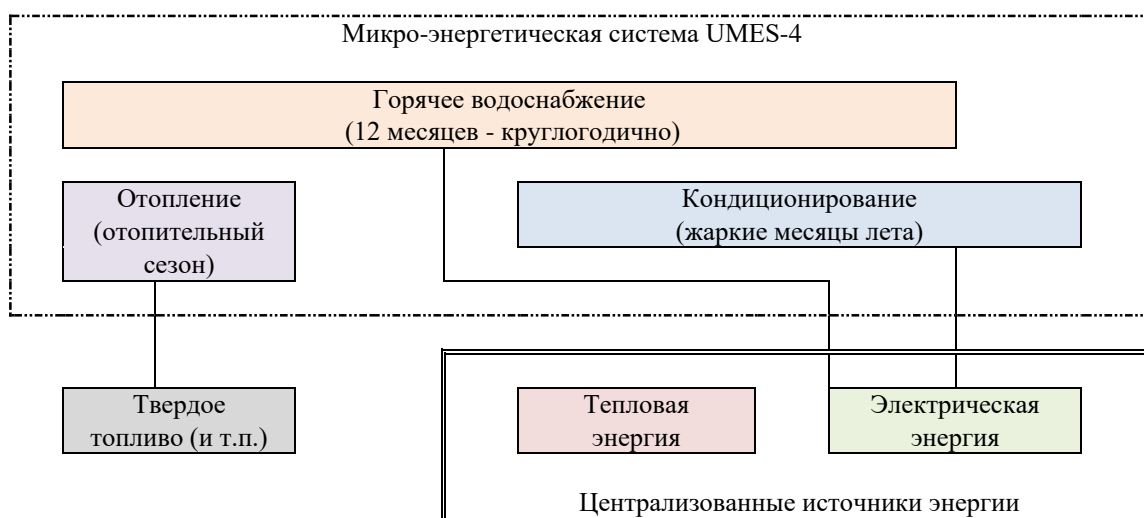 Микро-энергетическая система UMES-4
Горячее водоснабжение
(12 месяцев - круглогодично)
Отопление
(отопительный
сезон)
Кондиционирование
(жаркие месяцы лета)
Твердое
топливо (и т.п.)
Тепловая
энергия
Электрическая
энергия
Централизованные источники энергии